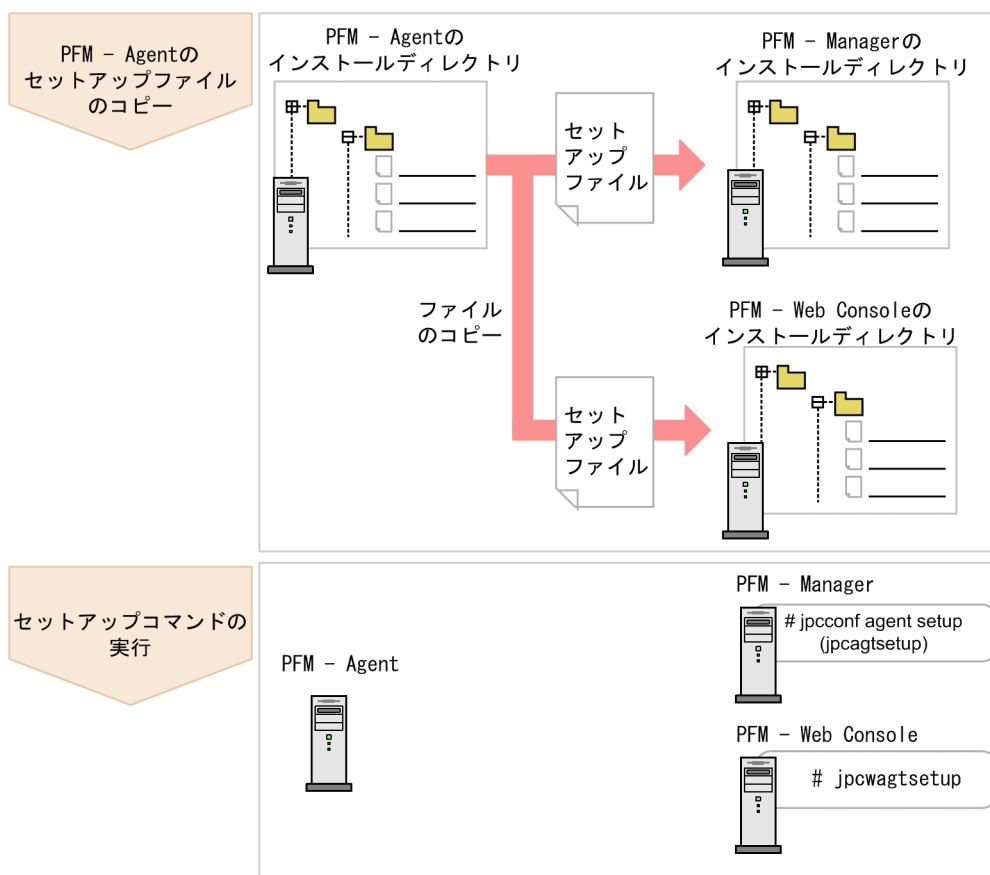 PFM － Agentの
セットアップファイル
のコピー
PFM － Agentの
インストールディレクトリ
PFM － Managerの
インストールディレクトリ
セット
アップ
ファイル
ファイル
のコピー
PFM － Web Consoleの
インストールディレクトリ
セット
アップ
ファイル
セットアップコマンドの
実行
PFM － Agent
PFM － Manager
# jpcconf agent setup
(jpcagtsetup)
PFM － Web Console
# jpcwagtsetup